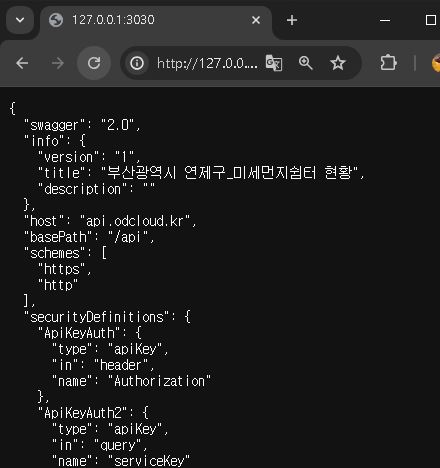 127.0.0.1:3030
http://127.0.0....
{
"swagger": "2.0",
"info": {
"version": "1",
"title": "부산광역시 연제구_미세먼지쉼터 현황",
"description": ""
},
"host": "api.odcloud.kr",
"basePath": "/api",
"schemes": [
"https",
"http"
],
"securityDefinitions": {
"ApiKeyAuth": {
"type": "apiKey",
"in": "header",
"name": "Authorization"
},
"ApiKeyAuth2": {
"type": "apiKey",
"in": "query",
"name": "serviceKey"